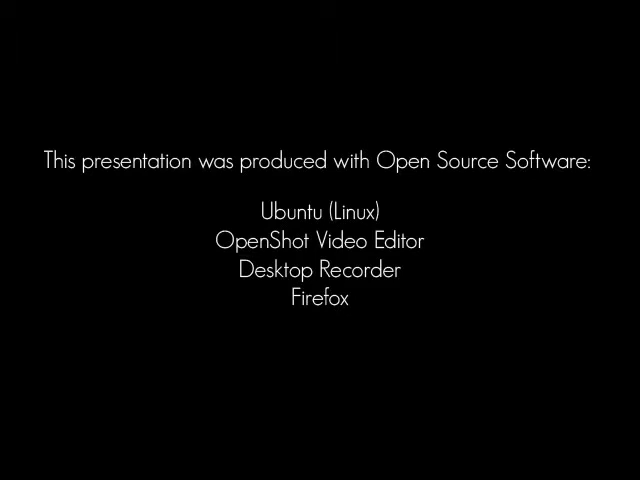 This presentation was produced with Open Source Software:
Ubuntu (Linux)
OpenShot Video Editor
Desktop Recorder
Firefox